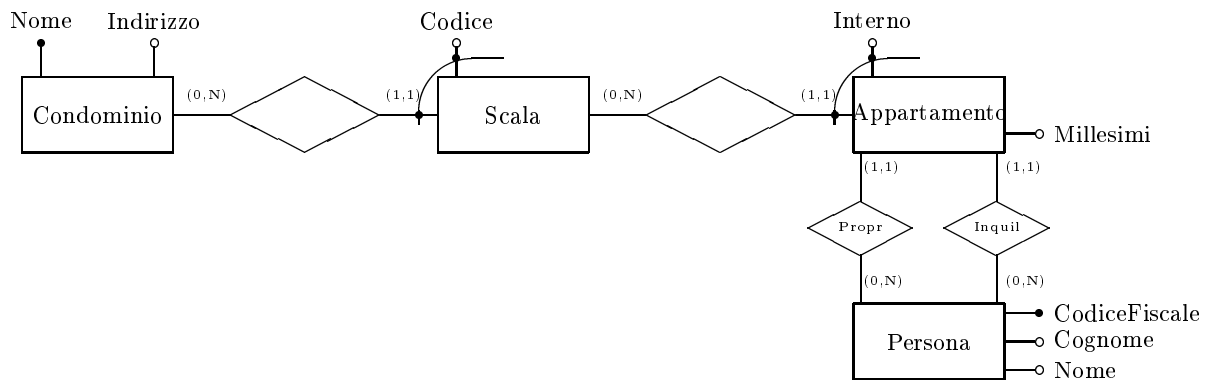 Nome Indirizzo Codice Interno
(0,N) (1,1) (0,N) (1,1)
Condominio Scala Appartamento
Millesimi
(1,1) (1,1)
Propr Inquil
(0,N) (0,N)
CodiceFiscale
Persona Cognome
Nome